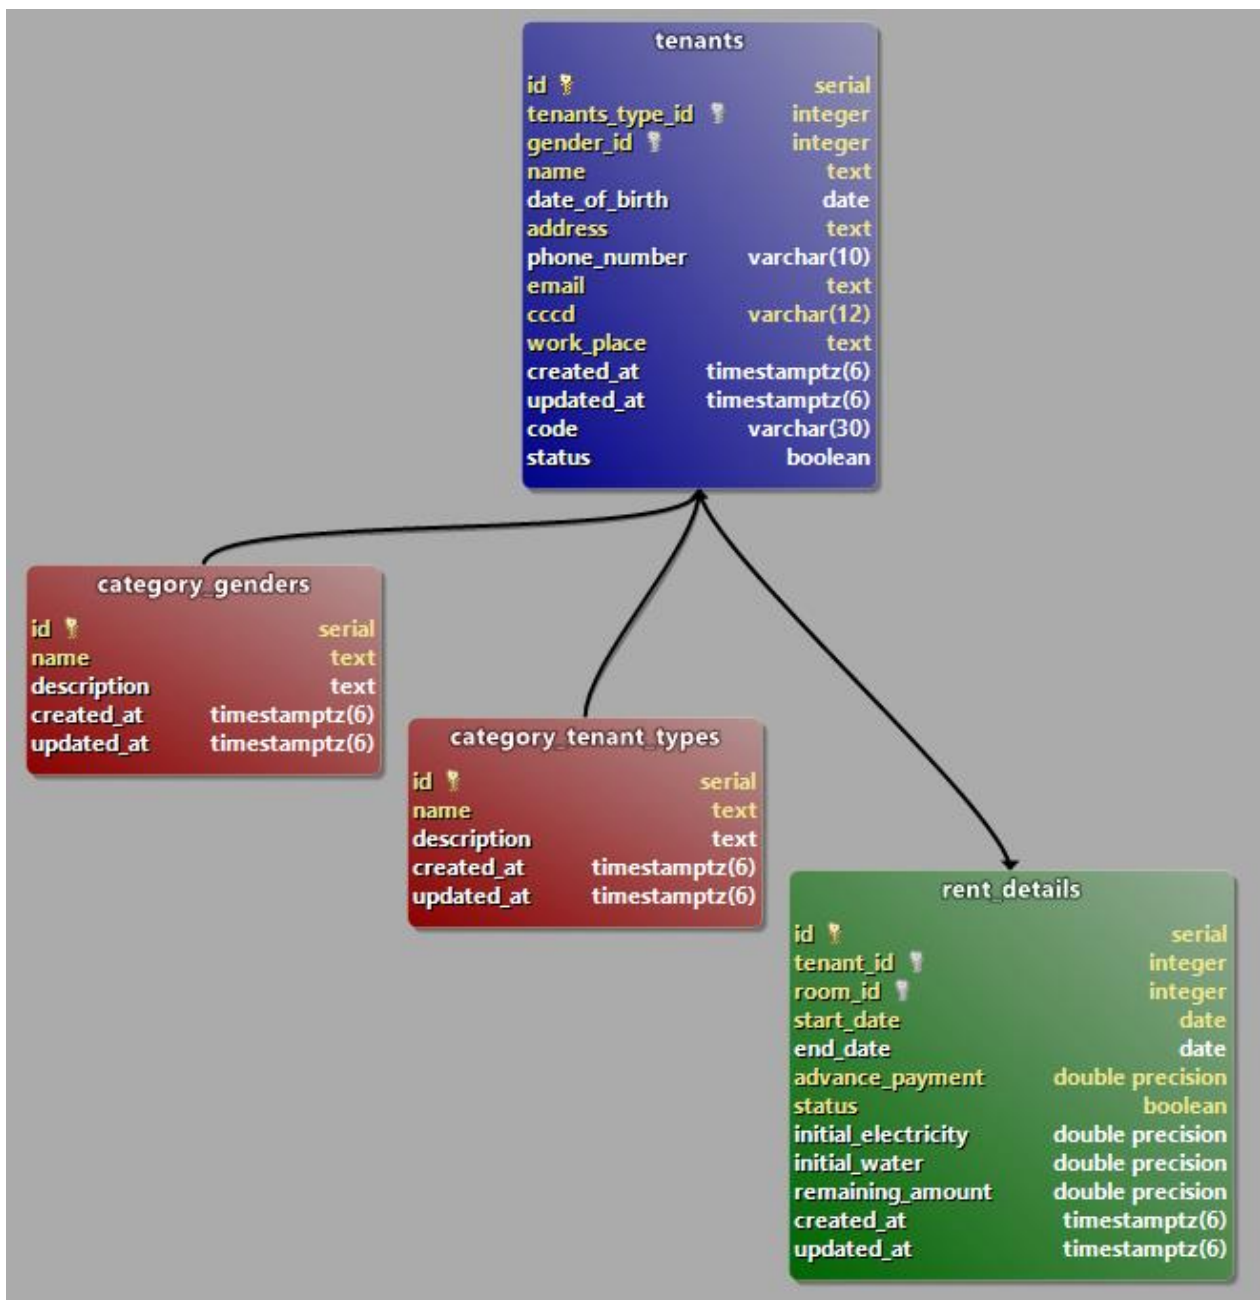 tenants
id serial
tenants_type_id integer
gender_id integer
name text
date_of_birth date
address text
phone_number varchar(10)
email text
cccd varchar(12)
work_place text
created_at timestamptz(6)
updated_at timestamptz(6)
code varchar(30)
status boolean
category_genders
id serial
name text
description text
created_at timestamptz(6)
updated_at timestamptz(6)
category_tenant_types
id serial
name text
description text
created_at timestamptz(6)
updated_at timestamptz(6)
rent_details
id serial
tenant_id integer
room_id integer
start_date date
end_date date
advance_payment double precision
status boolean
initial_electricity double precision
initial_water double precision
remaining_amount double precision
created_at timestamptz(6)
updated_at timestamptz(6)